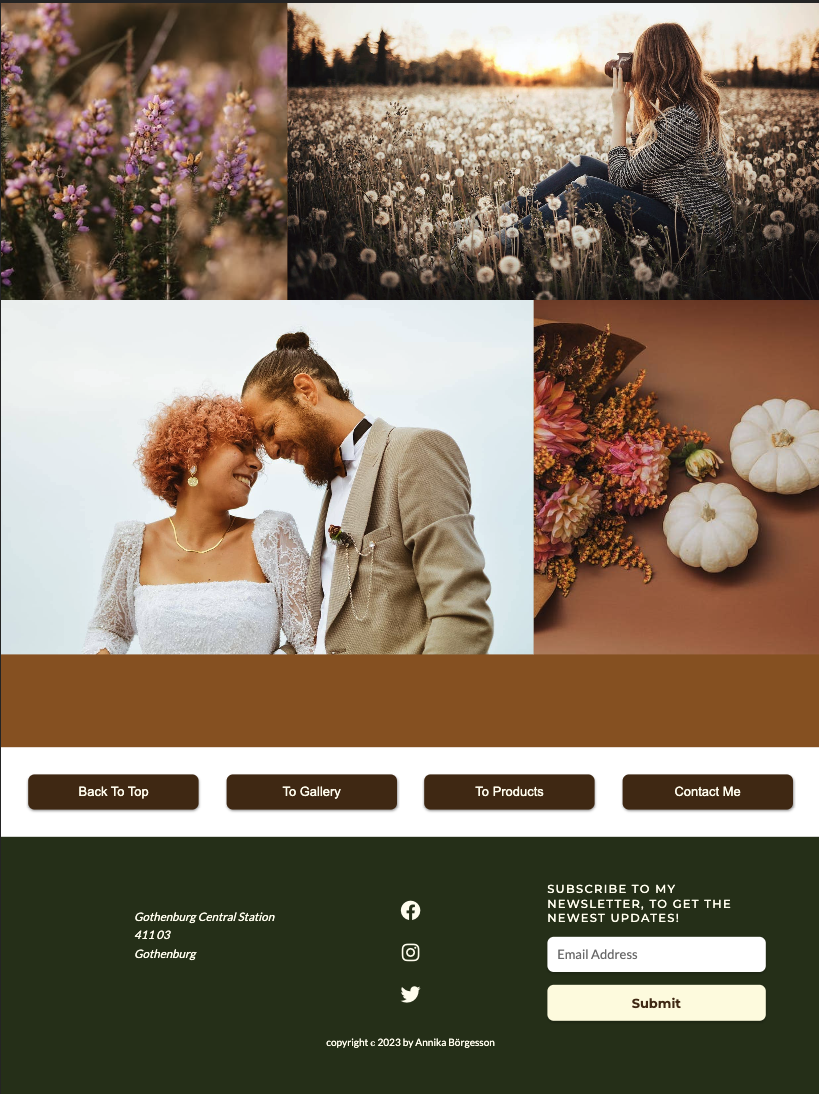 Back To Top
To Gallery
To Products
Contact Me
Gothenburg Central Station
411 03
Gothenburg
SUBSCRIBE TO MY
NEWSLETTER, TO GET THE
NEWEST UPDATES!
Email Address
Submit
copyright c 2023 by Annika Börgesson